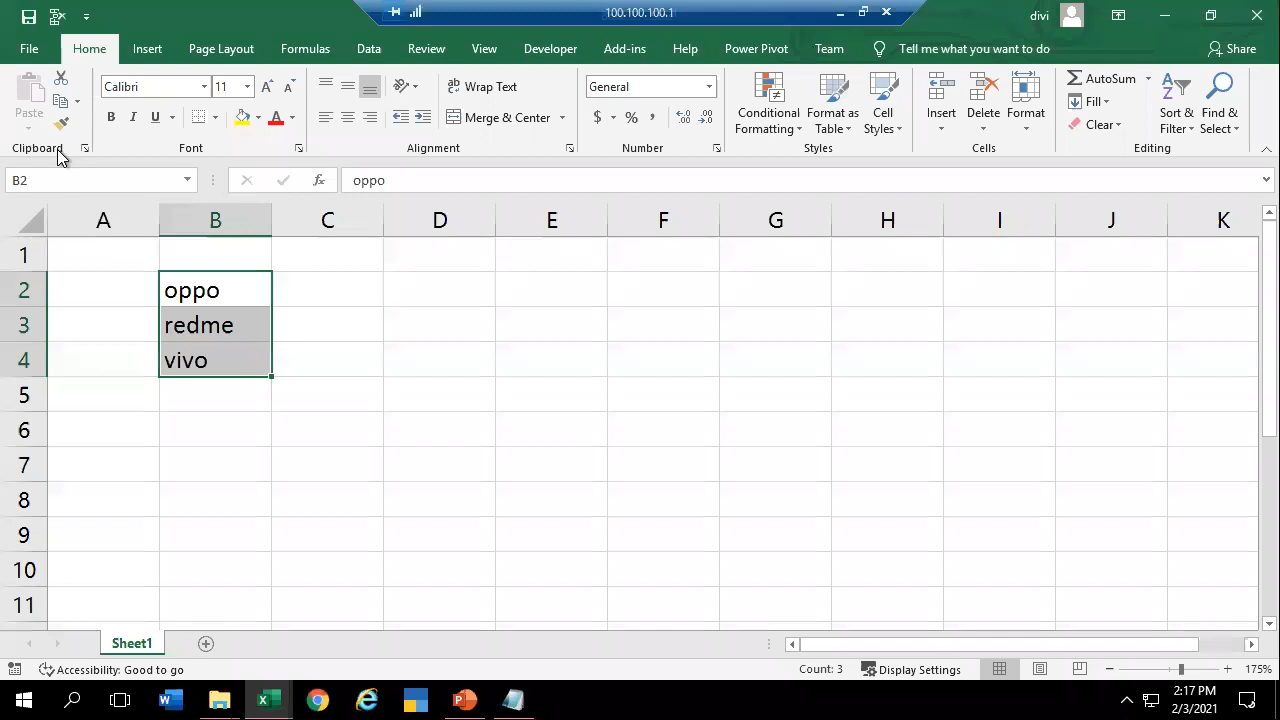 100.100.100.1
divi
File Home Insert Page Layout Formulas Data Review View Developer Add-ins Help Power Pivot Team Tell me what you want to do Share
Paste
Clipboard
Calibri 11 A A
B I U A
Font
ab Wrap Text
Merge & Center
Alignment
General
$ % ,
Number
Conditional Formatting
Format as Table
Cell Styles
Styles
Insert Delete Format
Cells
AutoSum
Fill
Clear
Sort & Filter
Find & Select
Editing
B2 fx oppo
A B C D E F G H I J K
1
2 oppo
3 redme
4 vivo
5
6
7
8
9
10
11
Sheet1
Accessibility: Good to go Count: 3 Display Settings 175%
2:17 PM
2/3/2021